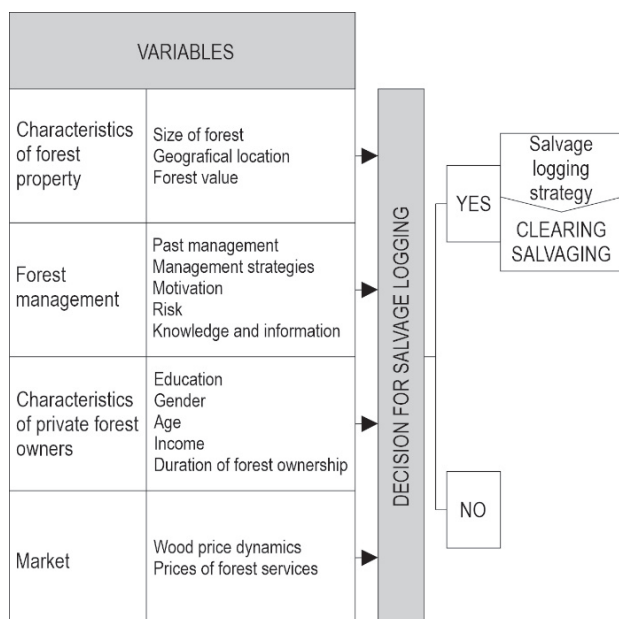 VARIABLES
Characteristics
of forest
property
Size of forest
Geografical location
Forest value
Forest
management
Past management
Management strategies
Motivation
Risk
Knowledge and information
Characteristics
of private forest
owners
Education
Gender
Age
Income
Duration of forest ownership
Market
Wood price dynamics
Prices of forest services
DECISION FOR SALVAGE LOGGING
YES
Salvage
logging
strategy
CLEARING
SALVAGING
NO